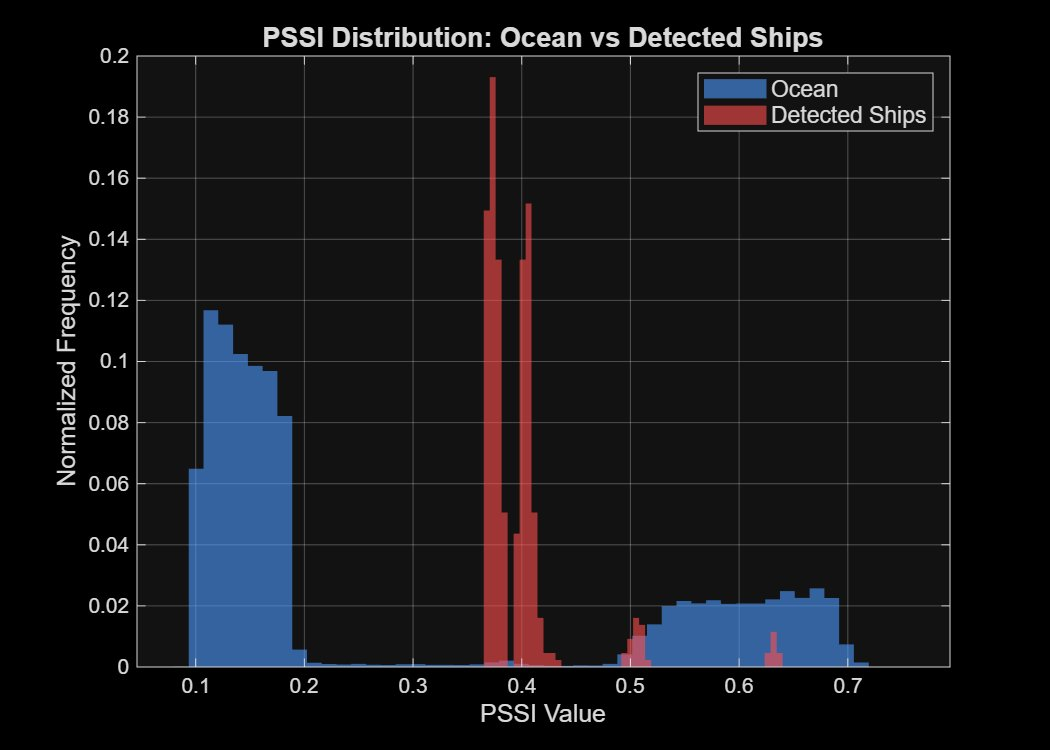 PSSI Distribution: Ocean vs Detected Ships
0.2
0.18
0.16
0.14
0.12
0.1
0.08
0.06
0.04
0.02
0
Normalized Frequency
Ocean
Detected Ships
0.1 0.2 0.3 0.4 0.5 0.6 0.7
PSSI Value